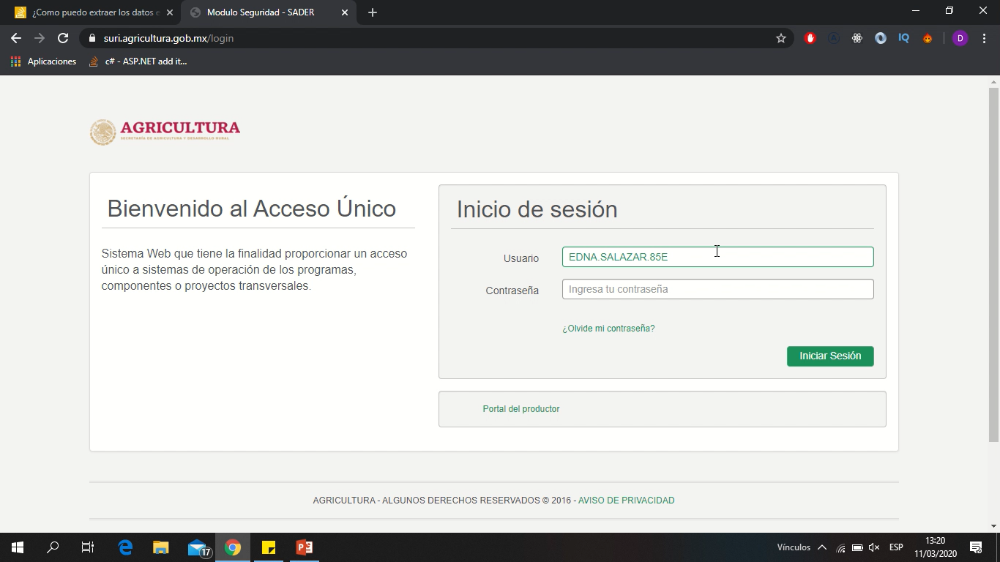 ¿Como puedo extraer los datos e
Modulo Seguridad - SADER
suri.agricultura.gob.mx/login
IQ
D
Aplicaciones
c# - ASP.NET add it...
AGRICULTURA
SECRETARÍA DE AGRICULTURA Y DESARROLLO RURAL
Bienvenido al Acceso Único
Sistema Web que tiene la finalidad proporcionar un acceso
único a sistemas de operación de los programas,
componentes o proyectos transversales.
Inicio de sesión
Usuario
EDNA.SALAZAR.85E
Contraseña
Ingresa tu contraseña
¿Olvide mi contraseña?
Iniciar Sesión
Portal del productor
AGRICULTURA - ALGUNOS DERECHOS RESERVADOS © 2016 - AVISO DE PRIVACIDAD
17
Vínculos
ESP
13:20
11/03/2020